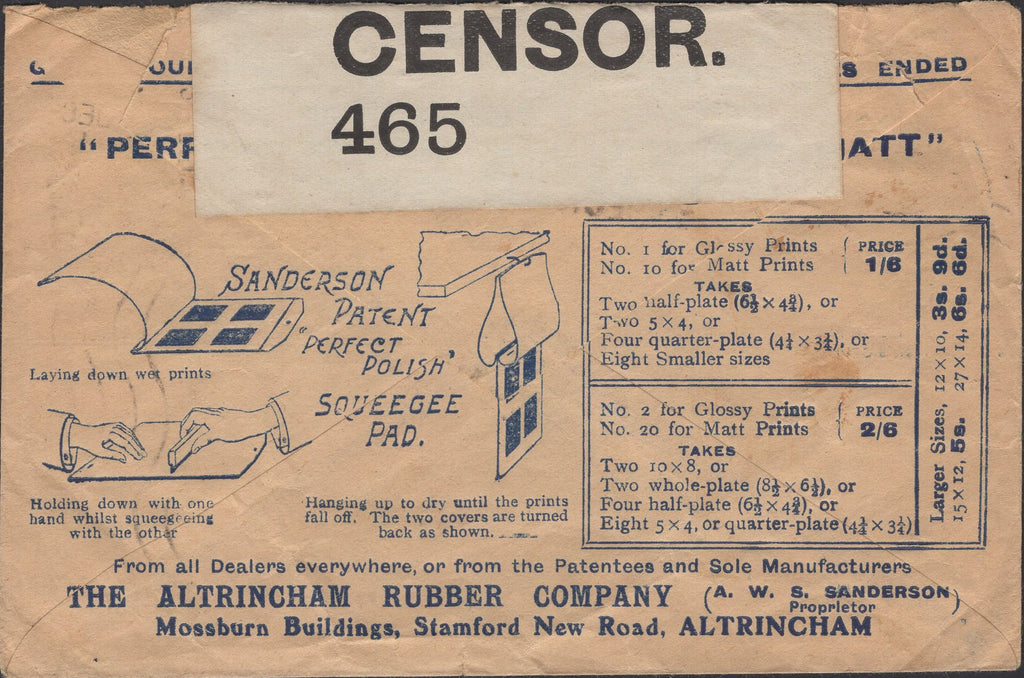 CENSOR.
465
S ENDED
"PERF
ATT"
SANDERSON
PATENT
"PERFECT
POLISH"
SQUEEGEE
PAD.
Laying down wet prints
Holding down with one
hand whilst squeegeeing
with the other
Hanging up to dry until the prints
fall off. The two covers are turned
back as shown.
No. 1 for Glossy Prints
No. 10 for Matt Prints
PRICE
1/6
TAKES
Two half-plate (6½ × 4¾), or
Two 5 × 4, or
Four quarter-plate (4¼ × 3¼), or
Eight Smaller sizes
No. 2 for Glossy Prints
No. 20 for Matt Prints
PRICE
2/6
TAKES
Two 10 × 8, or
Two whole-plate (8½ × 6½), or
Four half-plate (6½ × 4¾), or
Eight 5 × 4, or quarter-plate (4¼ × 3¼)
Larger Sizes, 12 × 10, 3s. 9d.
15 × 12, 5s. 27 × 14, 6s. 6d.
From all Dealers everywhere, or from the Patentees and Sole Manufacturers
THE ALTRINCHAM RUBBER COMPANY (A. W. S. SANDERSON Proprietor)
Mossburn Buildings, Stamford New Road, ALTRINCHAM